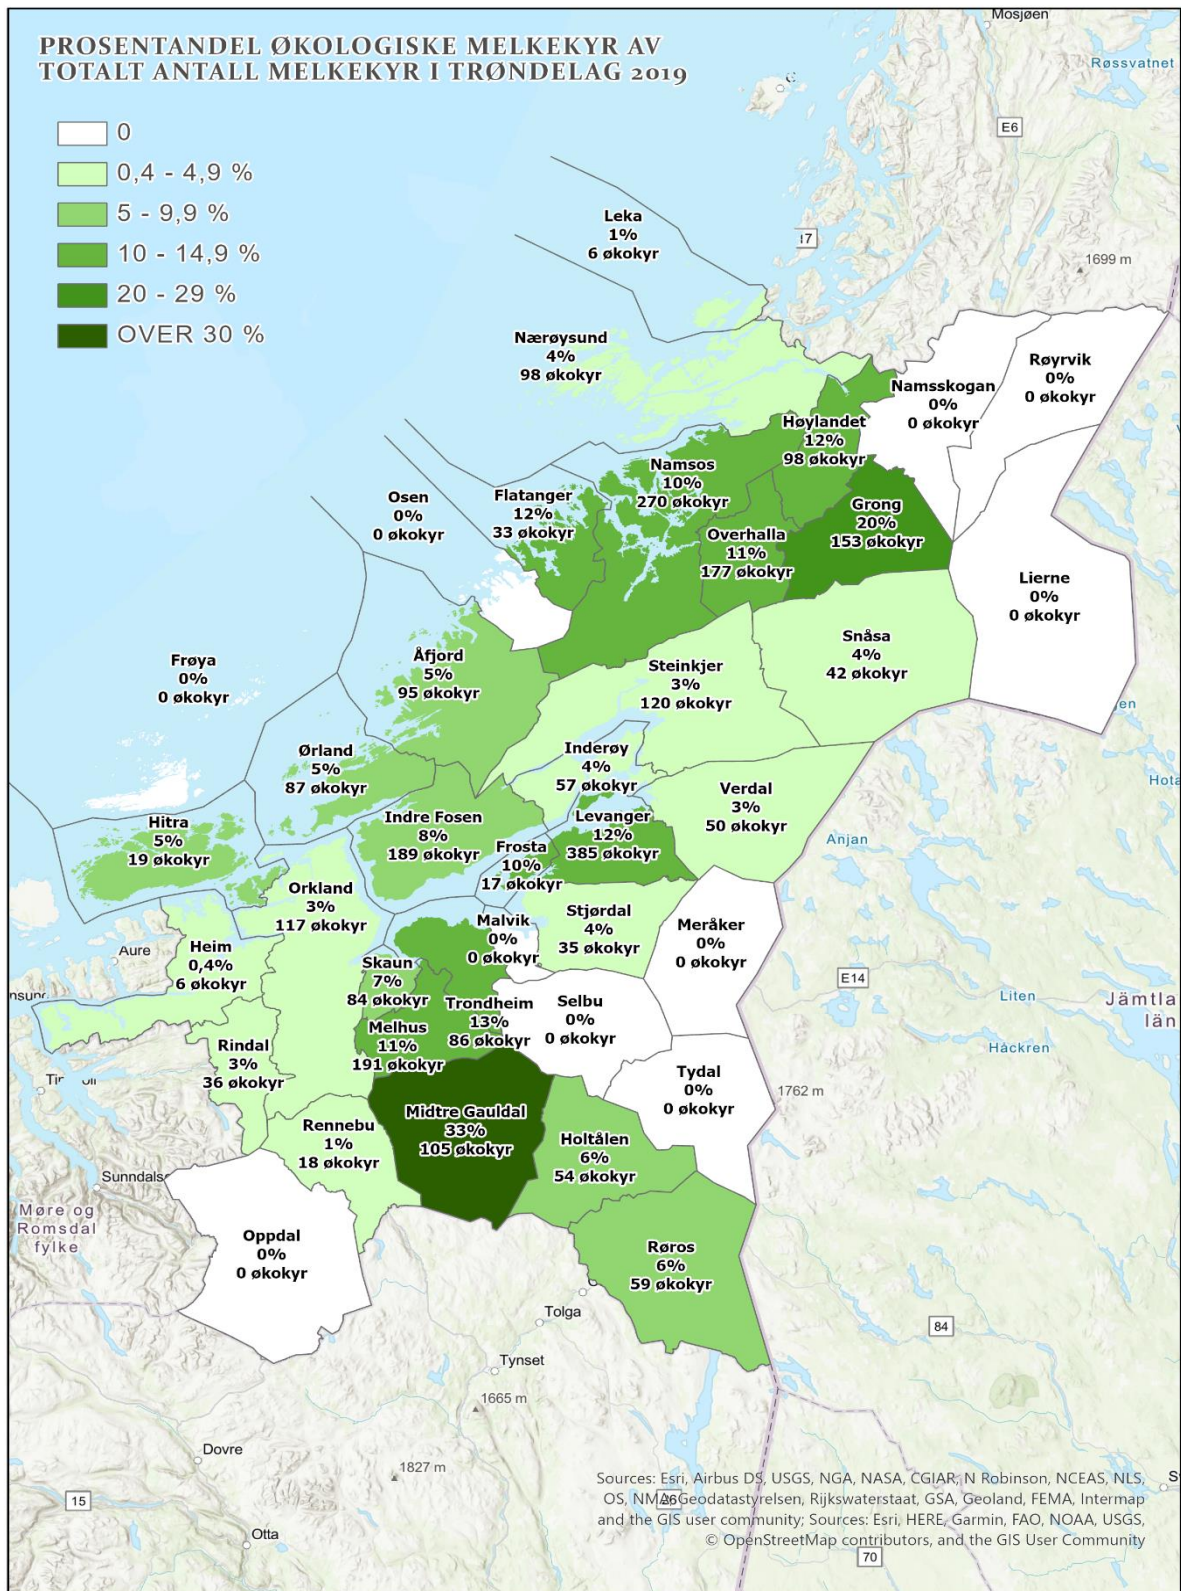 PROSENTANDEL ØKOLOGISKE MELKEKYR AV
TOTALT ANTALL MELKEKYR I TRØNDELAG 2019
0
0,4 - 4,9 %
5 - 9,9 %
10 - 14,9 %
20 - 29 %
OVER 30 %
Mosjøen
Røssvatnet
E6
1699 m
Leka
1%
6 økokyr
Nærøysund
4%
98 økokyr
Namsskogan
0%
0 økokyr
Røyrvik
0%
0 økokyr
Høylandet
12%
98 økokyr
Namsos
10%
270 økokyr
Osen
0%
0 økokyr
Flatanger
12%
33 økokyr
Grong
20%
153 økokyr
Overhalla
11%
177 økokyr
Lierne
0%
0 økokyr
Snåsa
4%
42 økokyr
Frøya
0%
0 økokyr
Åfjord
5%
95 økokyr
Steinkjer
3%
120 økokyr
Ørland
5%
87 økokyr
Inderøy
4%
57 økokyr
Verdal
3%
50 økokyr
Hitra
5%
19 økokyr
Indre Fosen
8%
189 økokyr
Levanger
12%
385 økokyr
Frosta
10%
17 økokyr
Anjan
Orkland
3%
117 økokyr
Malvik
0%
0 økokyr
Stjørdal
4%
35 økokyr
Meråker
0%
0 økokyr
Aure
Heim
0,4%
6 økokyr
Skaun
7%
84 økokyr
E14
Liten
Jämtla
län
Håckren
Trondheim
13%
86 økokyr
Selbu
0%
0 økokyr
Melhus
11%
191 økokyr
Rindal
3%
36 økokyr
Tydal
0%
0 økokyr
1762 m
Midtre Gauldal
33%
105 økokyr
Rennebu
1%
18 økokyr
Holtålen
6%
54 økokyr
Sunndals
Møre og
Romsdal
fylke
Oppdal
0%
0 økokyr
Røros
6%
59 økokyr
Tolga
84
Tynset
1665 m
Dovre
1827 m
15
Otta
Sources: Esri, Airbus DS, USGS, NGA, NASA, CGIAR, N Robinson, NCEAS, NLS,
OS, NMA, Geodatastyrelsen, Rijkswaterstaat, GSA, Geoland, FEMA, Intermap
and the GIS user community; Sources: Esri, HERE, Garmin, FAO, NOAA, USGS,
© OpenStreetMap contributors, and the GIS User Community
70